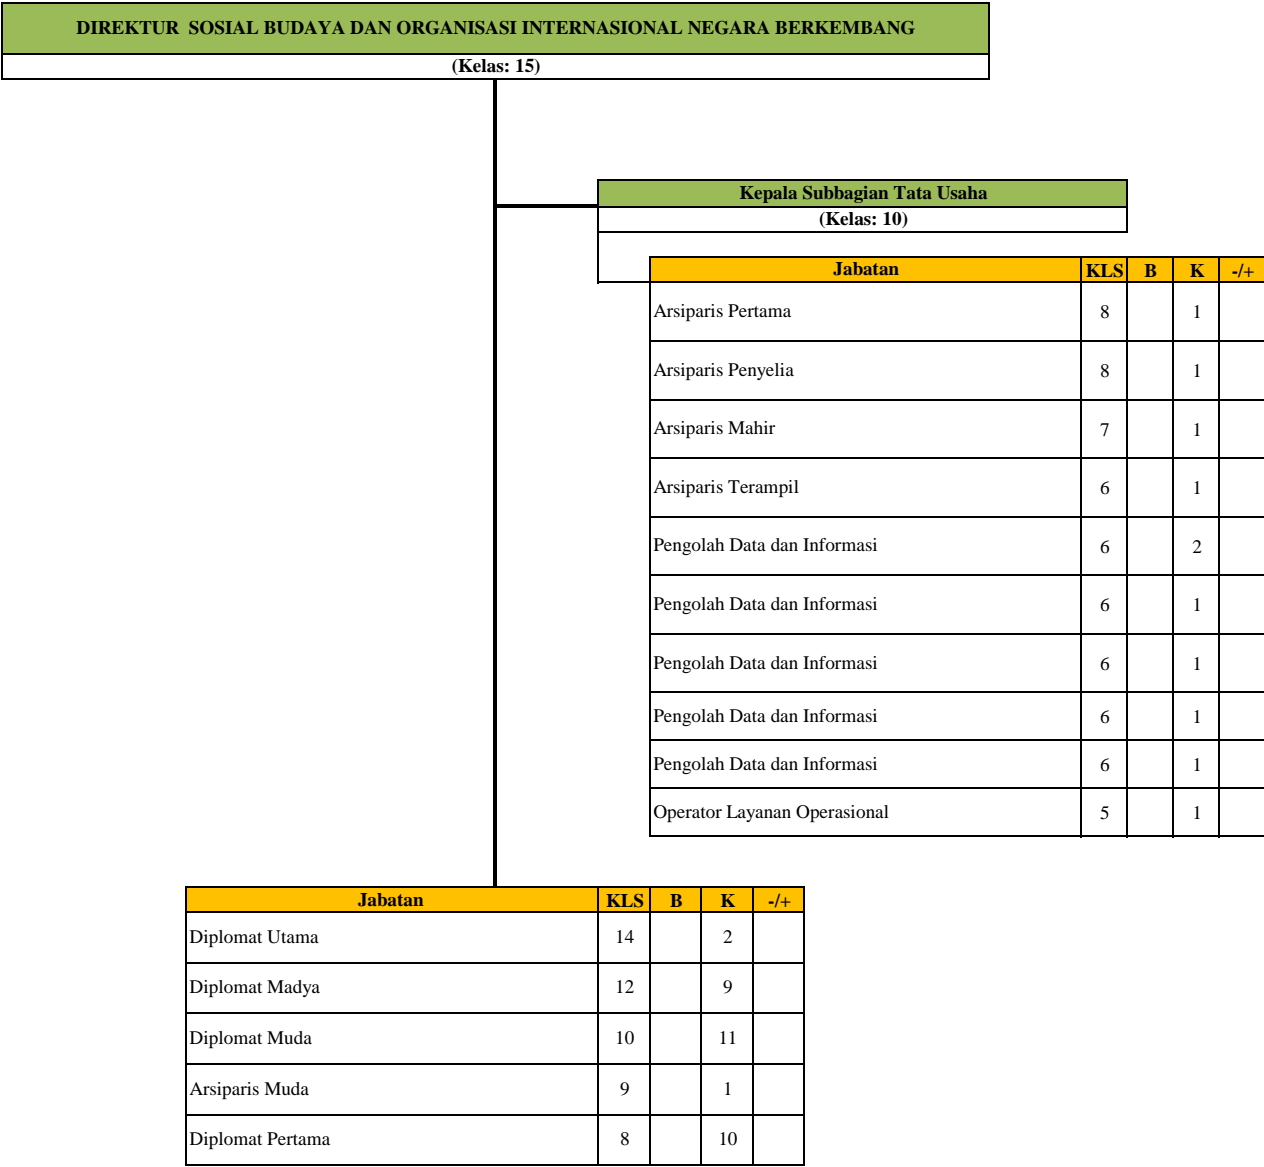 DIREKTUR SOSIAL BUDAYA DAN ORGANISASI INTERNASIONAL NEGARA BERKEMBANG
(Kelas: 15)
Kepala Subbagian Tata Usaha
(Kelas: 10)
Jabatan KLS B K -/+
Arsiparis Pertama 8 1
Arsiparis Penyelia 8 1
Arsiparis Mahir 7 1
Arsiparis Terampil 6 1
Pengolah Data dan Informasi 6 2
Pengolah Data dan Informasi 6 1
Pengolah Data dan Informasi 6 1
Pengolah Data dan Informasi 6 1
Pengolah Data dan Informasi 6 1
Operator Layanan Operasional 5 1
Jabatan KLS B K -/+
Diplomat Utama 14 2
Diplomat Madya 12 9
Diplomat Muda 10 11
Arsiparis Muda 9 1
Diplomat Pertama 8 10